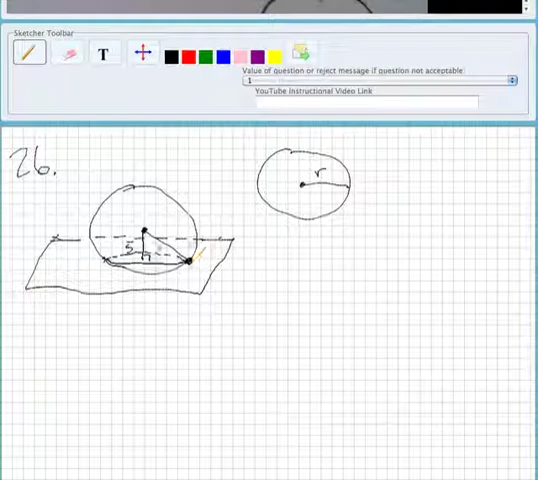 Sketcher Toolbar
T
Value of question or reject message if question not acceptable:
1
YouTube Instructional Video Link
26.
r
5